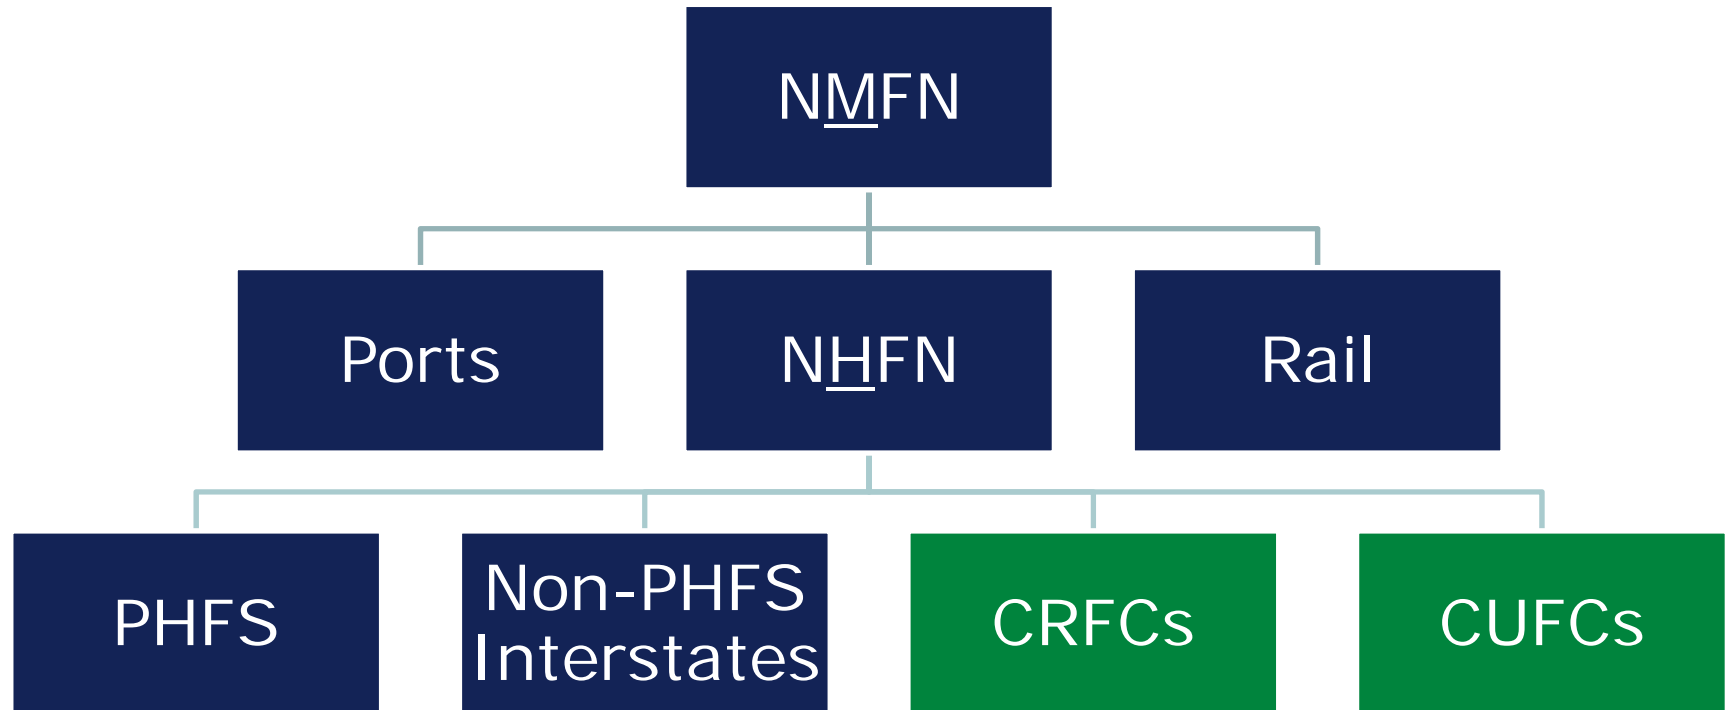 NMFN
Ports
NHFN
Rail
PHFS
Non-PHFS
Interstates
CRFCs
CUFCs